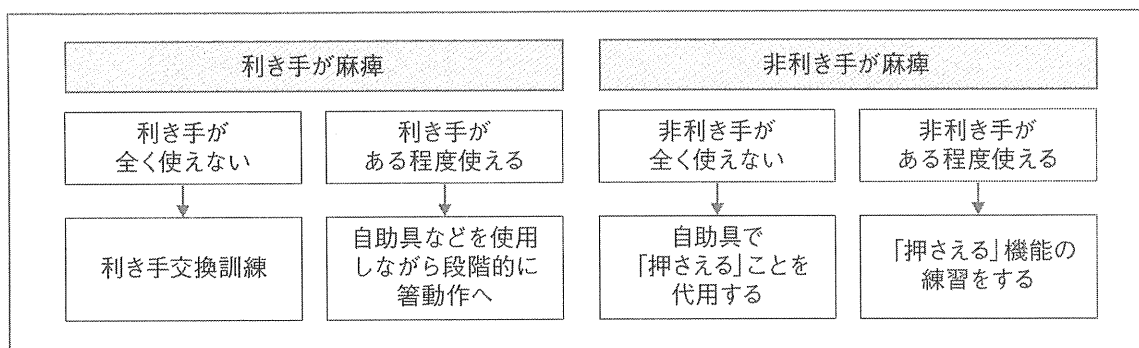 利き手が麻痺
非利き手が麻痺
利き手が
全く使えない
利き手が
ある程度使える
非利き手が
全く使えない
非利き手が
ある程度使える
利き手交換訓練
自助具などを使用
しながら段階的に
箸動作へ
自助具で
「押さえる」ことを
代用する
「押さえる」機能の
練習をする